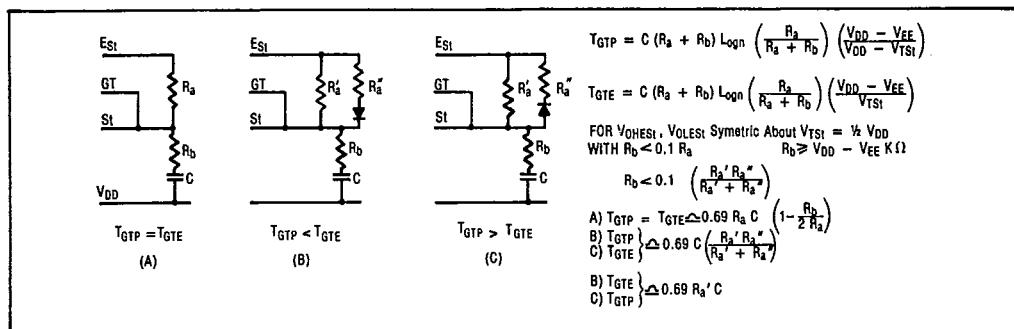 E_St
GT
St
R_a
R_b
C
V_DD
T_GTP = T_GTE
(A)
E_St
GT
St
R_a'
R_a"
R_b
C
T_GTP < T_GTE
(B)
E_St
GT
St
R_a'
R_a"
R_b
C
T_GTP > T_GTE
(C)
T_GTP = C (R_a + R_b) Logn (R_a / (R_a + R_b)) ((V_DD – V_EE) / (V_DD – V_TSt))
T_GTE = C (R_a + R_b) Logn (R_a / (R_a + R_b)) ((V_DD – V_EE) / V_TSt)
FOR V_OHESt, V_OLESt Symetric About V_TSt = ½ V_DD
WITH R_b < 0.1 R_a R_b ⩾ V_DD – V_EE KΩ
R_b < 0.1 (R_a' R_a" / (R_a' + R_a"))
A) T_GTP = T_GTE ≏ 0.69 R_a C (1 - R_b / 2 R_a)
B) T_GTP
C) T_GTE } ≏ 0.69 C (R_a' R_a" / (R_a' + R_a"))
B) T_GTE
C) T_GTP } ≏ 0.69 R_a' C